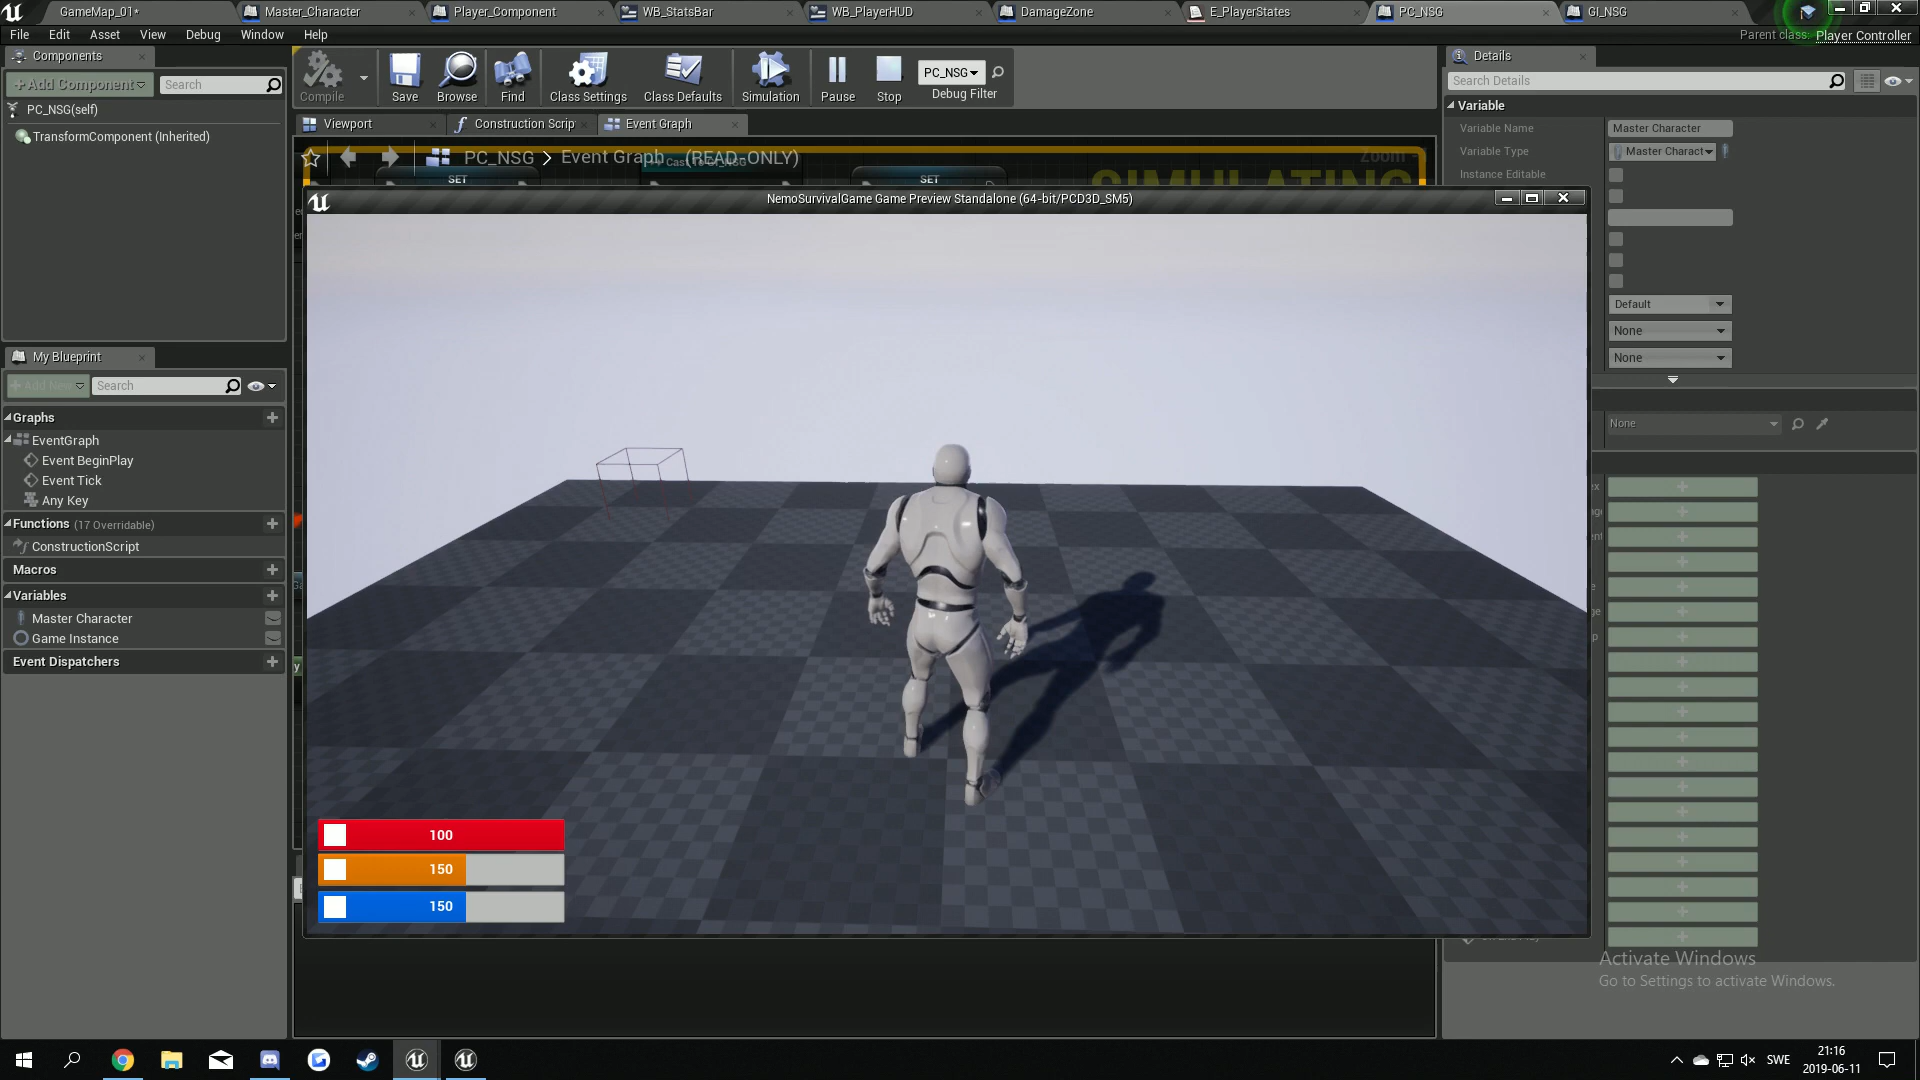 GameMap_01*
Master_Character
Player_Component
WB_StatsBar
WB_PlayerHUD
DamageZone
E_PlayerStates
PC_NSG
GI_NSG
File
Edit
Asset
View
Debug
Window
Help
Parent class: Player Controller
Components
+Add Component
Search
PC_NSG(self)
TransformComponent (Inherited)
Compile
Save
Browse
Find
Class Settings
Class Defaults
Simulation
Pause
Stop
PC_NSG
Debug Filter
Viewport
Construction Scrip
Event Graph
PC_NSG > Event Graph (READ-ONLY)
Zoom
SET
SET
SIMULATING
NemoSurvivalGame Game Preview Standalone (64-bit/PCD3D_SM5)
100
150
150
My Blueprint
+Add New
Search
Graphs
EventGraph
Event BeginPlay
Event Tick
Any Key
Functions (17 Overridable)
ConstructionScript
Macros
Variables
Master Character
Game Instance
Event Dispatchers
Details
Search Details
Variable
Variable Name
Master Character
Variable Type
Master Charact
Instance Editable
Default
None
None
None
Activate Windows
Go to Settings to activate Windows.
SWE
21:16
2019-06-11